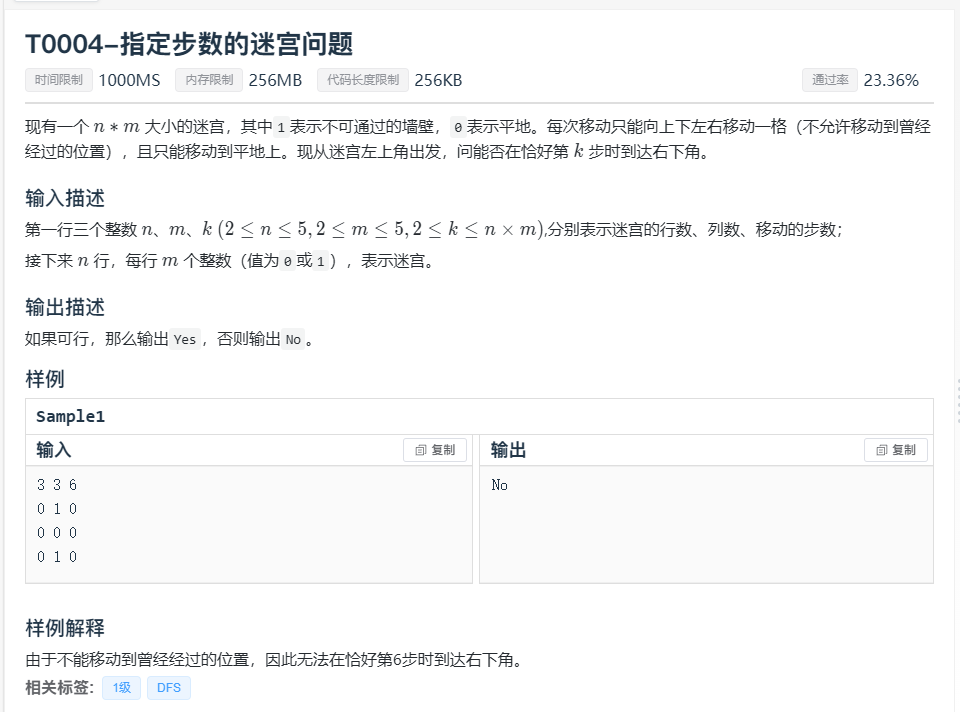 T0004-指定步数的迷宫问题
时间限制 1000MS 内存限制 256MB 代码长度限制 256KB 通过率 23.36%
现有一个 n * m 大小的迷宫，其中 1 表示不可通过的墙壁，0 表示平地。每次移动只能向上下左右移动一格（不允许移动到曾经
经过的位置），且只能移动到平地上。现从迷宫左上角出发，问能否在恰好第 k 步时到达右下角。
输入描述
第一行三个整数 n、m、k (2 ≤ n ≤ 5, 2 ≤ m ≤ 5, 2 ≤ k ≤ n × m),分别表示迷宫的行数、列数、移动的步数；
接下来 n 行，每行 m 个整数（值为 0 或 1 ），表示迷宫。
输出描述
如果可行，那么输出 Yes ，否则输出 No 。
样例
Sample1
输入 复制
3 3 6
0 1 0
0 0 0
0 1 0
输出 复制
No
样例解释
由于不能移动到曾经经过的位置，因此无法在恰好第6步时到达右下角。
相关标签: 1级 DFS